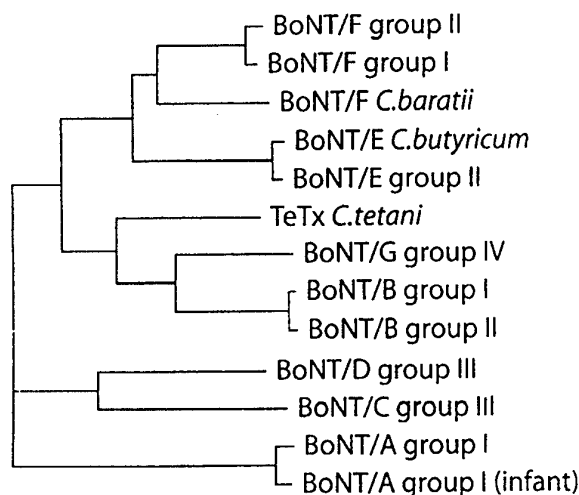 BoNT/F group II
BoNT/F group I
BoNT/F C.baratii
BoNT/E C.butyricum
BoNT/E group II
TeTx C.tetani
BoNT/G group IV
BoNT/B group I
BoNT/B group II
BoNT/D group III
BoNT/C group III
BoNT/A group I
BoNT/A group I (infant)